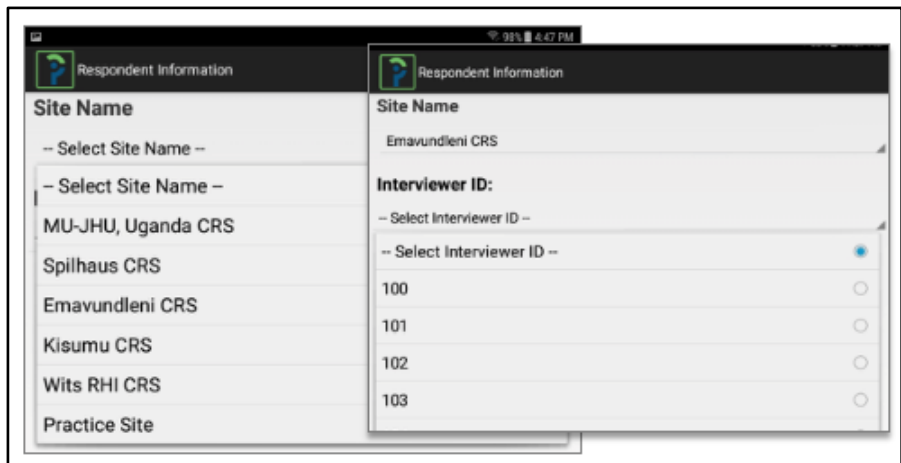 98% 4:47 PM
Respondent Information
Site Name
-- Select Site Name --
-- Select Site Name --
MU-JHU, Uganda CRS
Spilhaus CRS
Emavundleni CRS
Kisumu CRS
Wits RHI CRS
Practice Site
Respondent Information
Site Name
Emavundleni CRS
Interviewer ID:
-- Select Interviewer ID --
-- Select Interviewer ID --
100
101
102
103